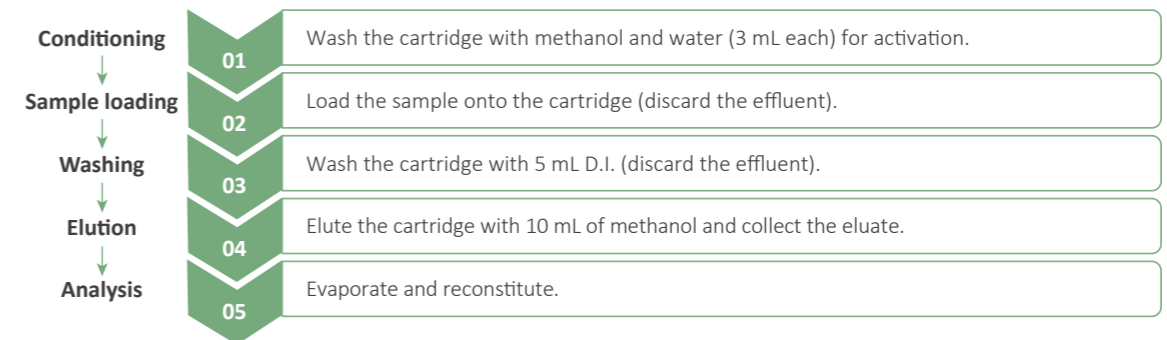 Conditioning
01
Wash the cartridge with methanol and water (3 mL each) for activation.
Sample loading
02
Load the sample onto the cartridge (discard the effluent).
Washing
03
Wash the cartridge with 5 mL D.I. (discard the effluent).
Elution
04
Elute the cartridge with 10 mL of methanol and collect the eluate.
Analysis
05
Evaporate and reconstitute.